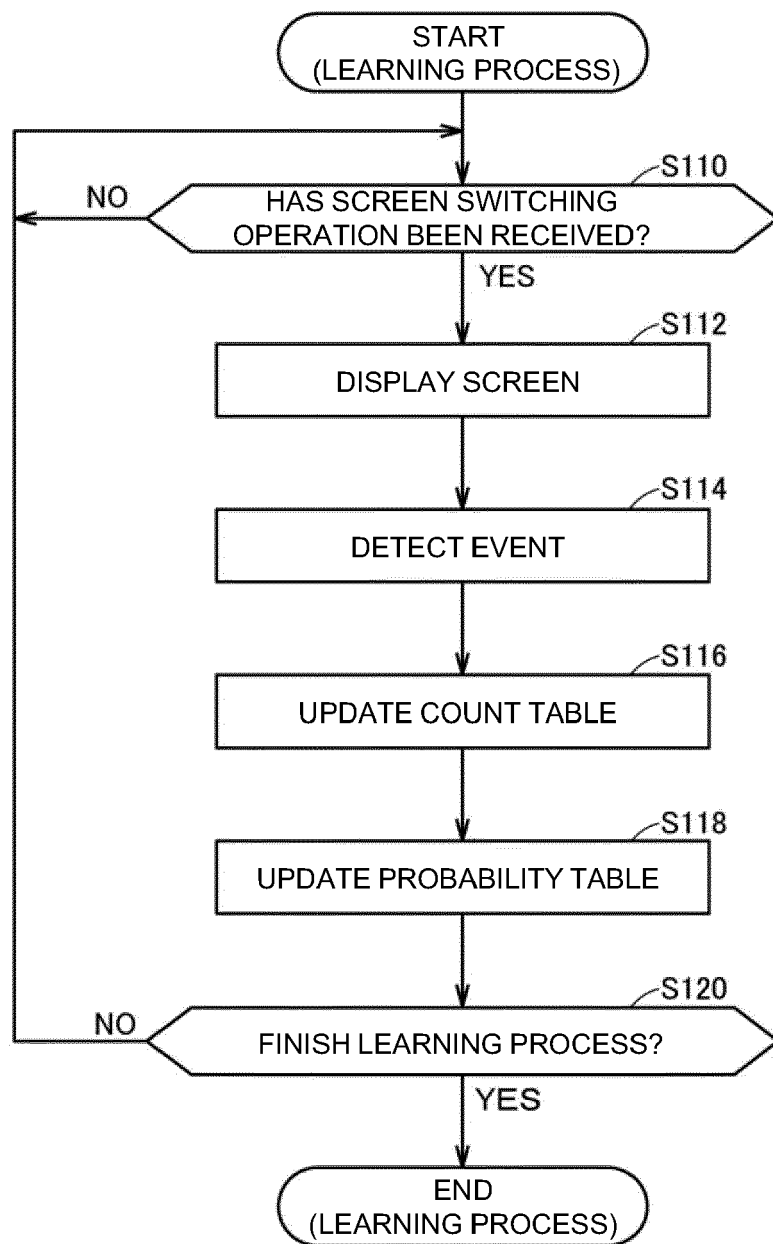 START
(LEARNING PROCESS)
S110
NO
HAS SCREEN SWITCHING
OPERATION BEEN RECEIVED?
YES
S112
DISPLAY SCREEN
S114
DETECT EVENT
S116
UPDATE COUNT TABLE
S118
UPDATE PROBABILITY TABLE
S120
NO
FINISH LEARNING PROCESS?
YES
END
(LEARNING PROCESS)